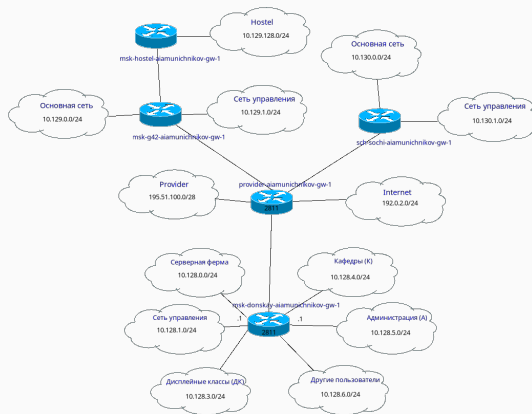 Hostel
10.129.128.0/24
msk-hostel-aiamunichnikov-gw-1
Основная сеть
10.130.0.0/24
Основная сеть
10.129.0.0/24
Сеть управления
10.129.1.0/24
Сеть управления
10.130.1.0/24
msk-q42-aiamunichnikov-gw-1
sch-sochi-aiamunichnikov-gw-1
Provider
195.51.100.0/28
provider-aiamunichnikov-gw-1
2811
Internet
192.0.2.0/24
Серверная ферма
10.128.0.0/24
Кафедры (К)
10.128.4.0/24
msk-donskay-aiamunichnikov-gw-1
Сеть управления
10.128.1.0/24
.1
.1
2811
Администрация (А)
10.128.5.0/24
Дисплейные классы (ДК)
10.128.3.0/24
Другие пользователи
10.128.6.0/24